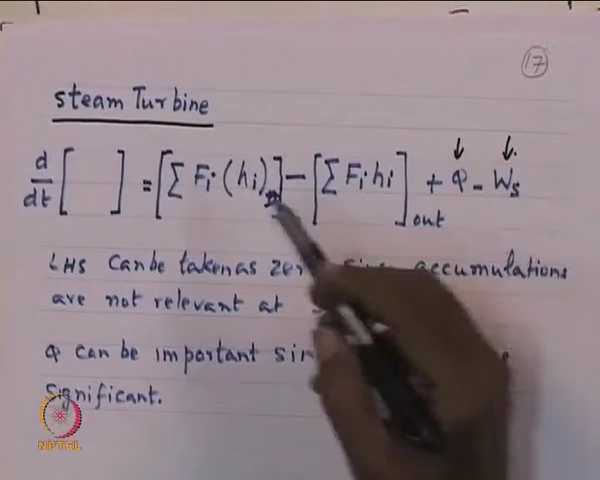 17
steam Turbine
d/dt [ ] = [∑ Fi (hi)] - [∑ Fi hi]out + Q - Ws
LHS can be taken as accumulations
are not relevant at
Q can be important
significant.
NPTEL